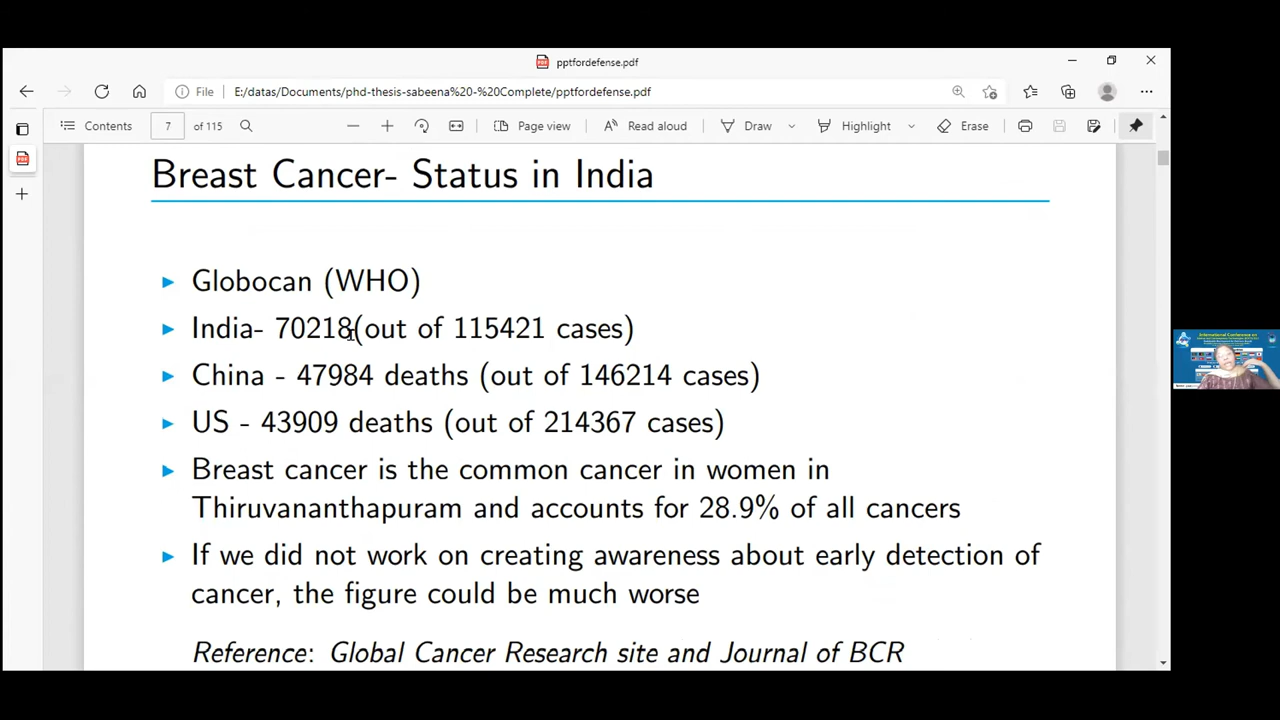 pptfordefense.pdf
File E:/datas/Documents/phd-thesis-sabeena%20-%20Complete/pptfordefense.pdf
Contents 7 of 115 Page view Read aloud Draw Highlight Erase
Breast Cancer- Status in India
Globocan (WHO)
India- 70218(out of 115421 cases)
China - 47984 deaths (out of 146214 cases)
US - 43909 deaths (out of 214367 cases)
Breast cancer is the common cancer in women in
Thiruvananthapuram and accounts for 28.9% of all cancers
If we did not work on creating awareness about early detection of
cancer, the figure could be much worse
Reference: Global Cancer Research site and Journal of BCR
International Conference on